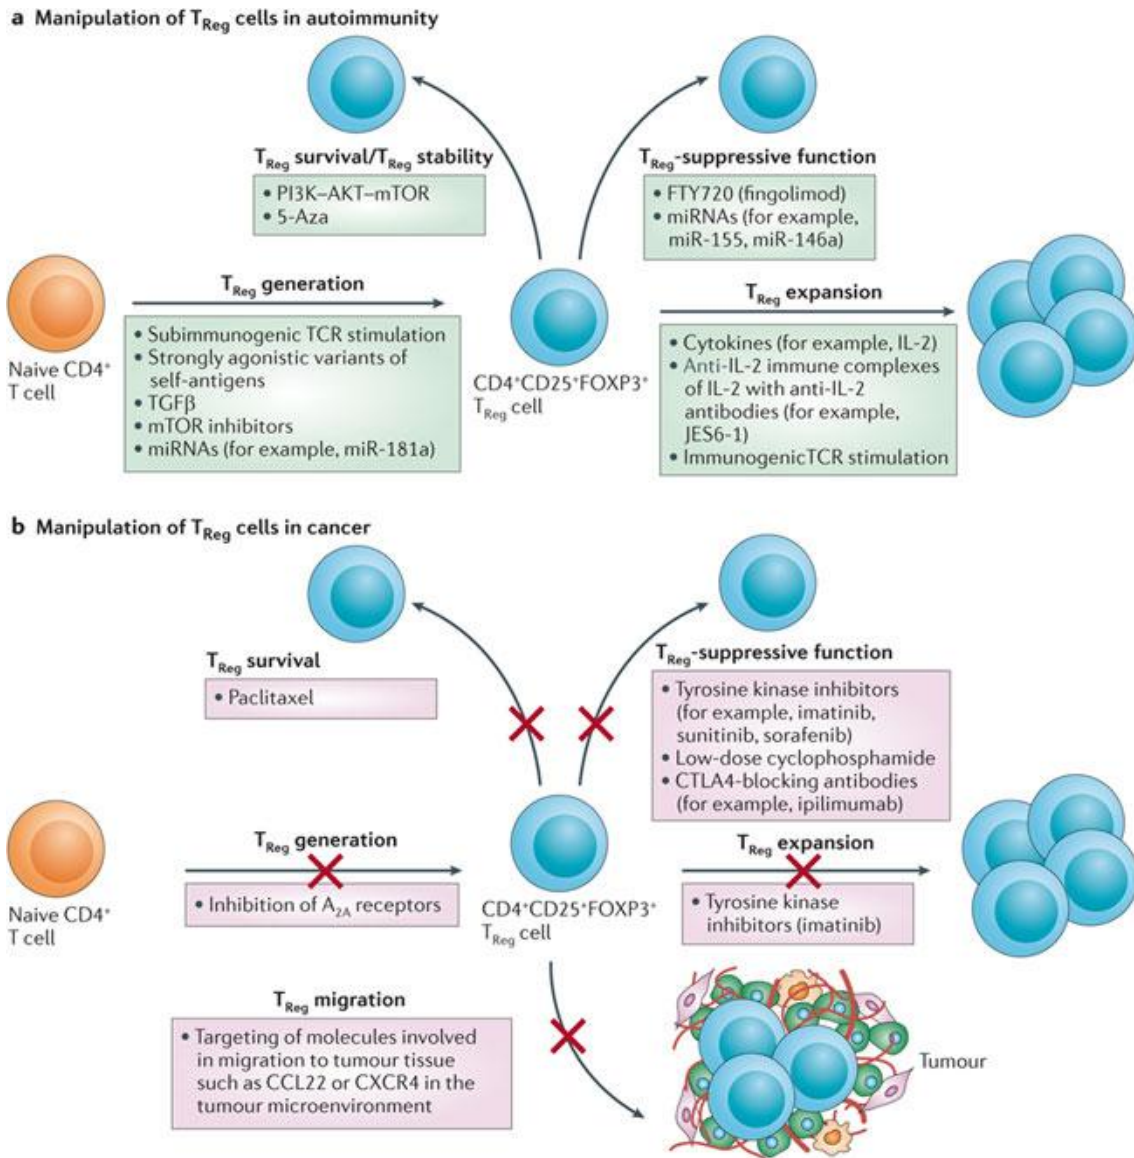 a Manipulation of TReg cells in autoimmunity
TReg survival/TReg stability
• PI3K–AKT–mTOR
• 5-Aza
TReg-suppressive function
• FTY720 (fingolimod)
• miRNAs (for example,
miR-155, miR-146a)
Naive CD4+
T cell
TReg generation
• Subimmunogenic TCR stimulation
• Strongly agonistic variants of
self-antigens
• TGFβ
• mTOR inhibitors
• miRNAs (for example, miR-181a)
CD4+CD25+FOXP3+
TReg cell
TReg expansion
• Cytokines (for example, IL-2)
• Anti-IL-2 immune complexes
of IL-2 with anti-IL-2
antibodies (for example,
JES6-1)
• ImmunogenicTCR stimulation
b Manipulation of TReg cells in cancer
TReg survival
• Paclitaxel
TReg-suppressive function
• Tyrosine kinase inhibitors
(for example, imatinib,
sunitinib, sorafenib)
• Low-dose cyclophosphamide
• CTLA4-blocking antibodies
(for example, ipilimumab)
Naive CD4+
T cell
TReg generation
• Inhibition of A2A receptors
CD4+CD25+FOXP3+
TReg cell
TReg expansion
• Tyrosine kinase
inhibitors (imatinib)
TReg migration
• Targeting of molecules involved
in migration to tumour tissue
such as CCL22 or CXCR4 in the
tumour microenvironment
Tumour